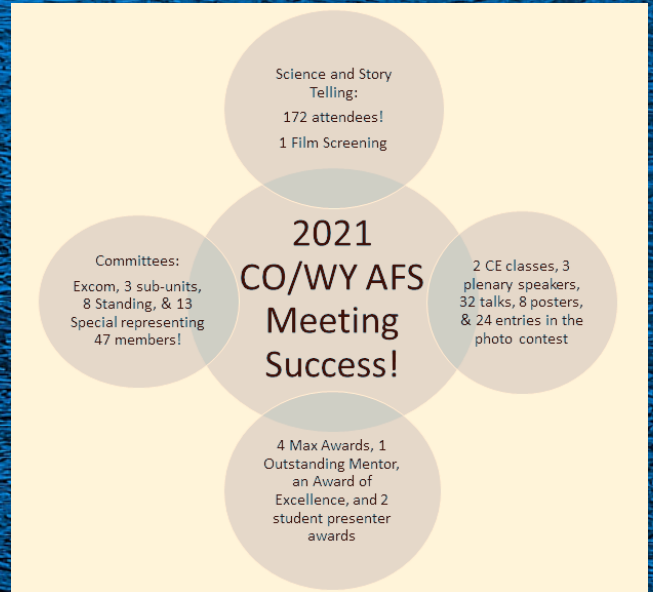 Science and Story
Telling:
172 attendees!
1 Film Screening
Committees:
Excom, 3 sub-units,
8 Standing, & 13
Special representing
47 members!
2021
CO/WY AFS
Meeting
Success!
2 CE classes, 3
plenary speakers,
32 talks, 8 posters,
& 24 entries in the
photo contest
4 Max Awards, 1
Outstanding Mentor,
an Award of
Excellence, and 2
student presenter
awards